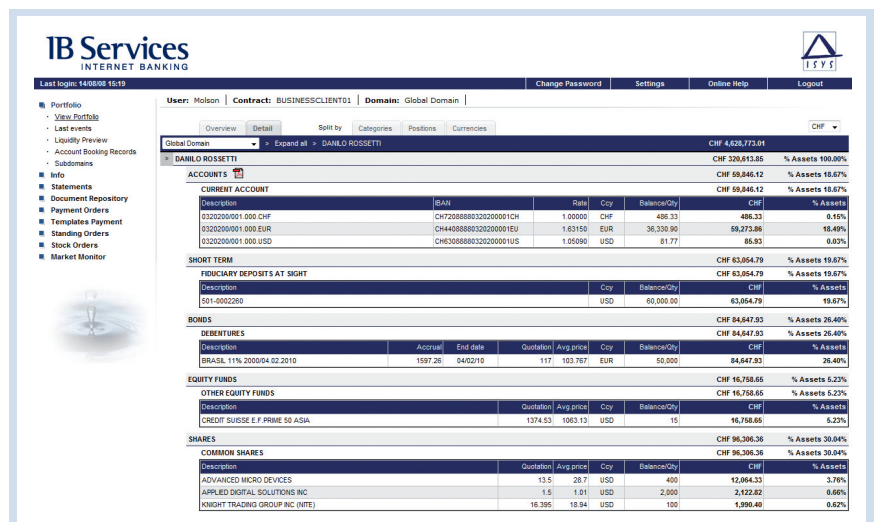 IB Services
INTERNET BANKING
ISYS
Last login: 14/08/08 15:19 Change Password Settings Online Help Logout
User: Molson | Contract: BUSINESSCLIENT01 | Domain: Global Domain |
Portfolio
View Portfolio
Last events
Liquidity Preview
Account Booking Records
Subdomains
Info
Statements
Document Repository
Payment Orders
Templates Payment
Standing Orders
Stock Orders
Market Monitor
Overview Detail Split by Categories Positions Currencies CHF
Global Domain > Expand all > DANILO ROSSETTI CHF 4,628,773.01
> DANILO ROSSETTI CHF 320,613.85 % Assets 100.00%
ACCOUNTS CHF 59,846.12 % Assets 18.67%
CURRENT ACCOUNT CHF 59,846.12 % Assets 18.67%
Description IBAN Rate Ccy Balance/Qty CHF % Assets
0320200/001.000.CHF CH72088880320200001CH 1.00000 CHF 486.33 486.33 0.15%
0320200/001.000.EUR CH44088880320200001EU 1.63150 EUR 36,330.90 59,273.86 18.49%
0320200/001.000.USD CH63088880320200001US 1.05090 USD 81.77 85.93 0.03%
SHORT TERM CHF 63,054.79 % Assets 19.67%
FIDUCIARY DEPOSITS AT SIGHT CHF 63,054.79 % Assets 19.67%
Description Ccy Balance/Qty CHF % Assets
501-0002260 USD 60,000.00 63,054.79 19.67%
BONDS CHF 84,647.93 % Assets 26.40%
DEBENTURES CHF 84,647.93 % Assets 26.40%
Description Accrual End date Quotation Avg.price Ccy Balance/Qty CHF % Assets
BRASIL 11% 2000/04.02.2010 1597.26 04/02/10 117 103.767 EUR 50,000 84,647.93 26.40%
EQUITY FUNDS CHF 16,758.65 % Assets 5.23%
OTHER EQUITY FUNDS CHF 16,758.65 % Assets 5.23%
Description Quotation Avg.price Ccy Balance/Qty CHF % Assets
CREDIT SUISSE E.F.PRIME 50 ASIA 1374.53 1063.13 USD 15 16,758.65 5.23%
SHARES CHF 96,306.36 % Assets 30.04%
COMMON SHARES CHF 96,306.36 % Assets 30.04%
Description Quotation Avg.price Ccy Balance/Qty CHF % Assets
ADVANCED MICRO DEVICES 13.5 28.7 USD 400 12,064.33 3.76%
APPLIED DIGITAL SOLUTIONS INC 1.5 1.01 USD 2,000 2,122.82 0.66%
KNIGHT TRADING GROUP INC (NITE) 16.395 18.94 USD 100 1,990.40 0.62%